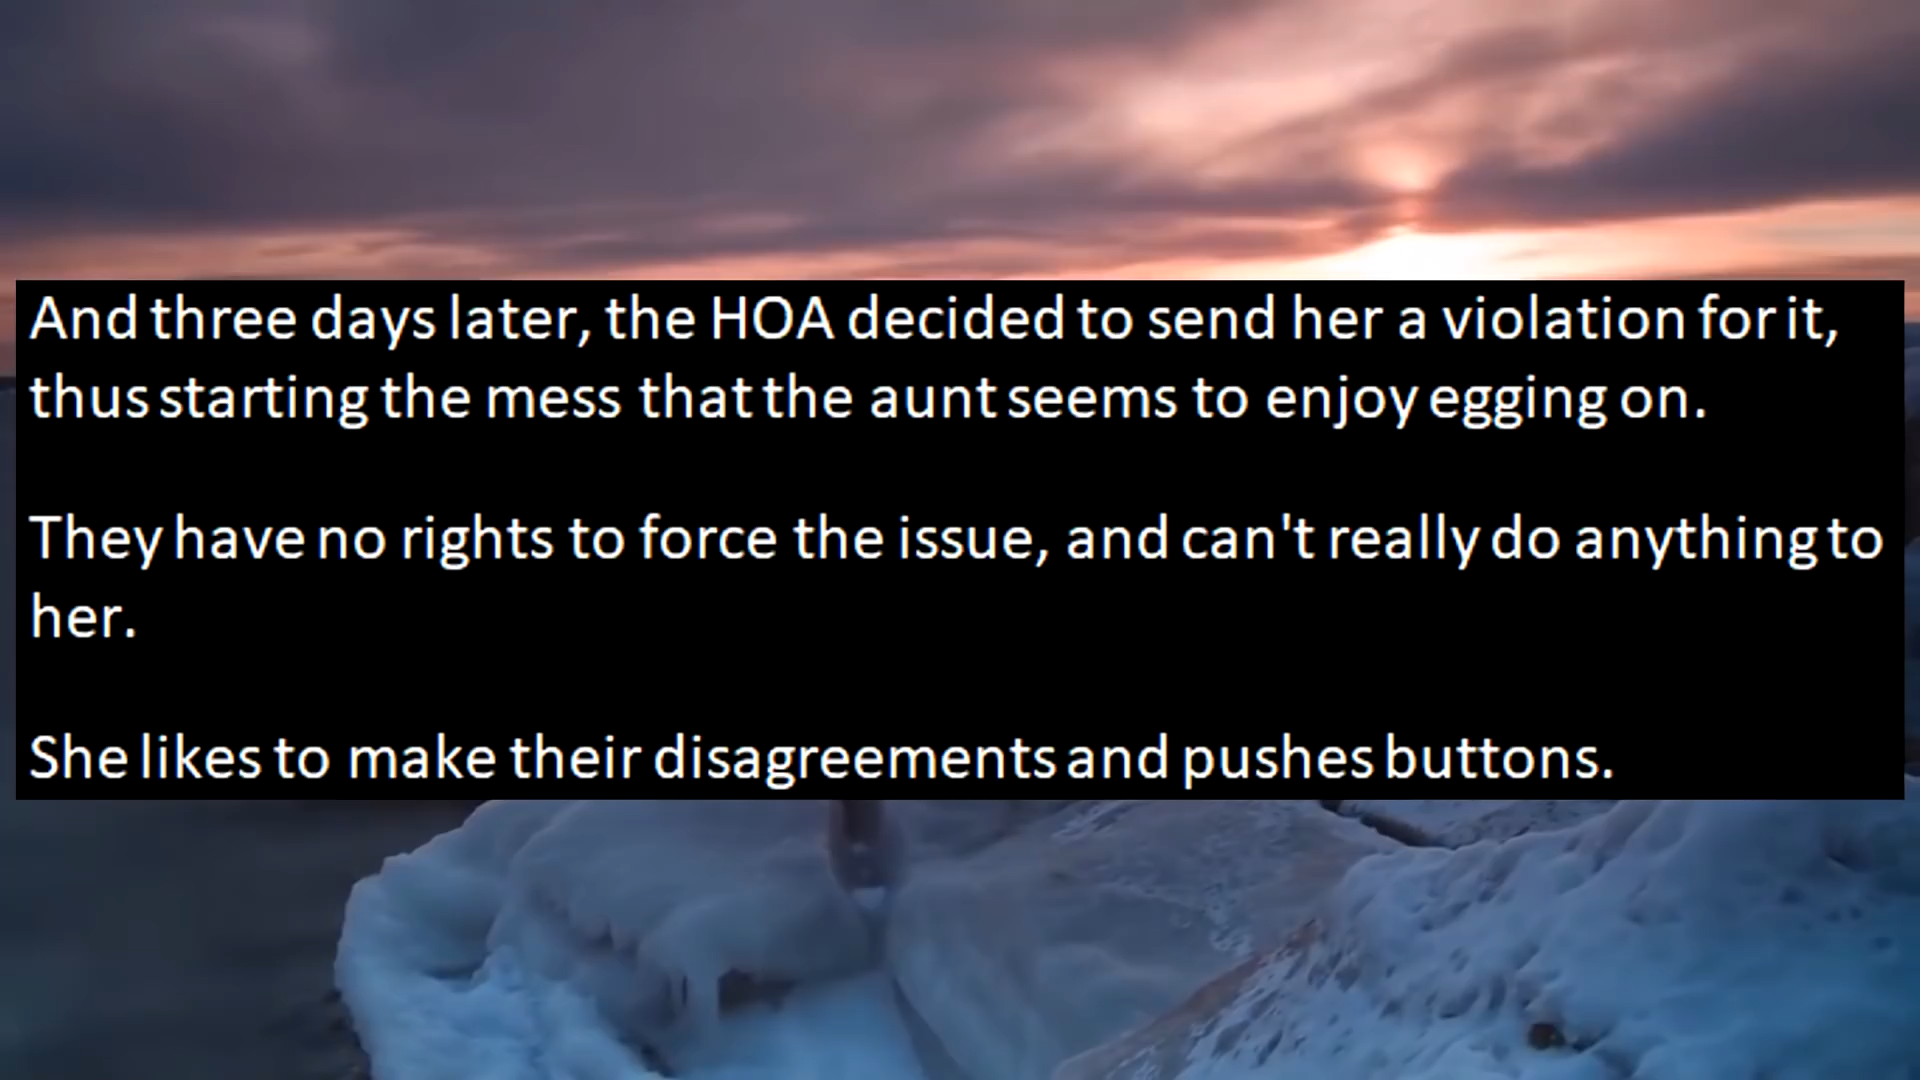 And three days later, the HOA decided to send her a violation for it,
thus starting the mess that the aunt seems to enjoy egging on.
They have no rights to force the issue, and can't really do anything to
her.
She likes to make their disagreements and pushes buttons.